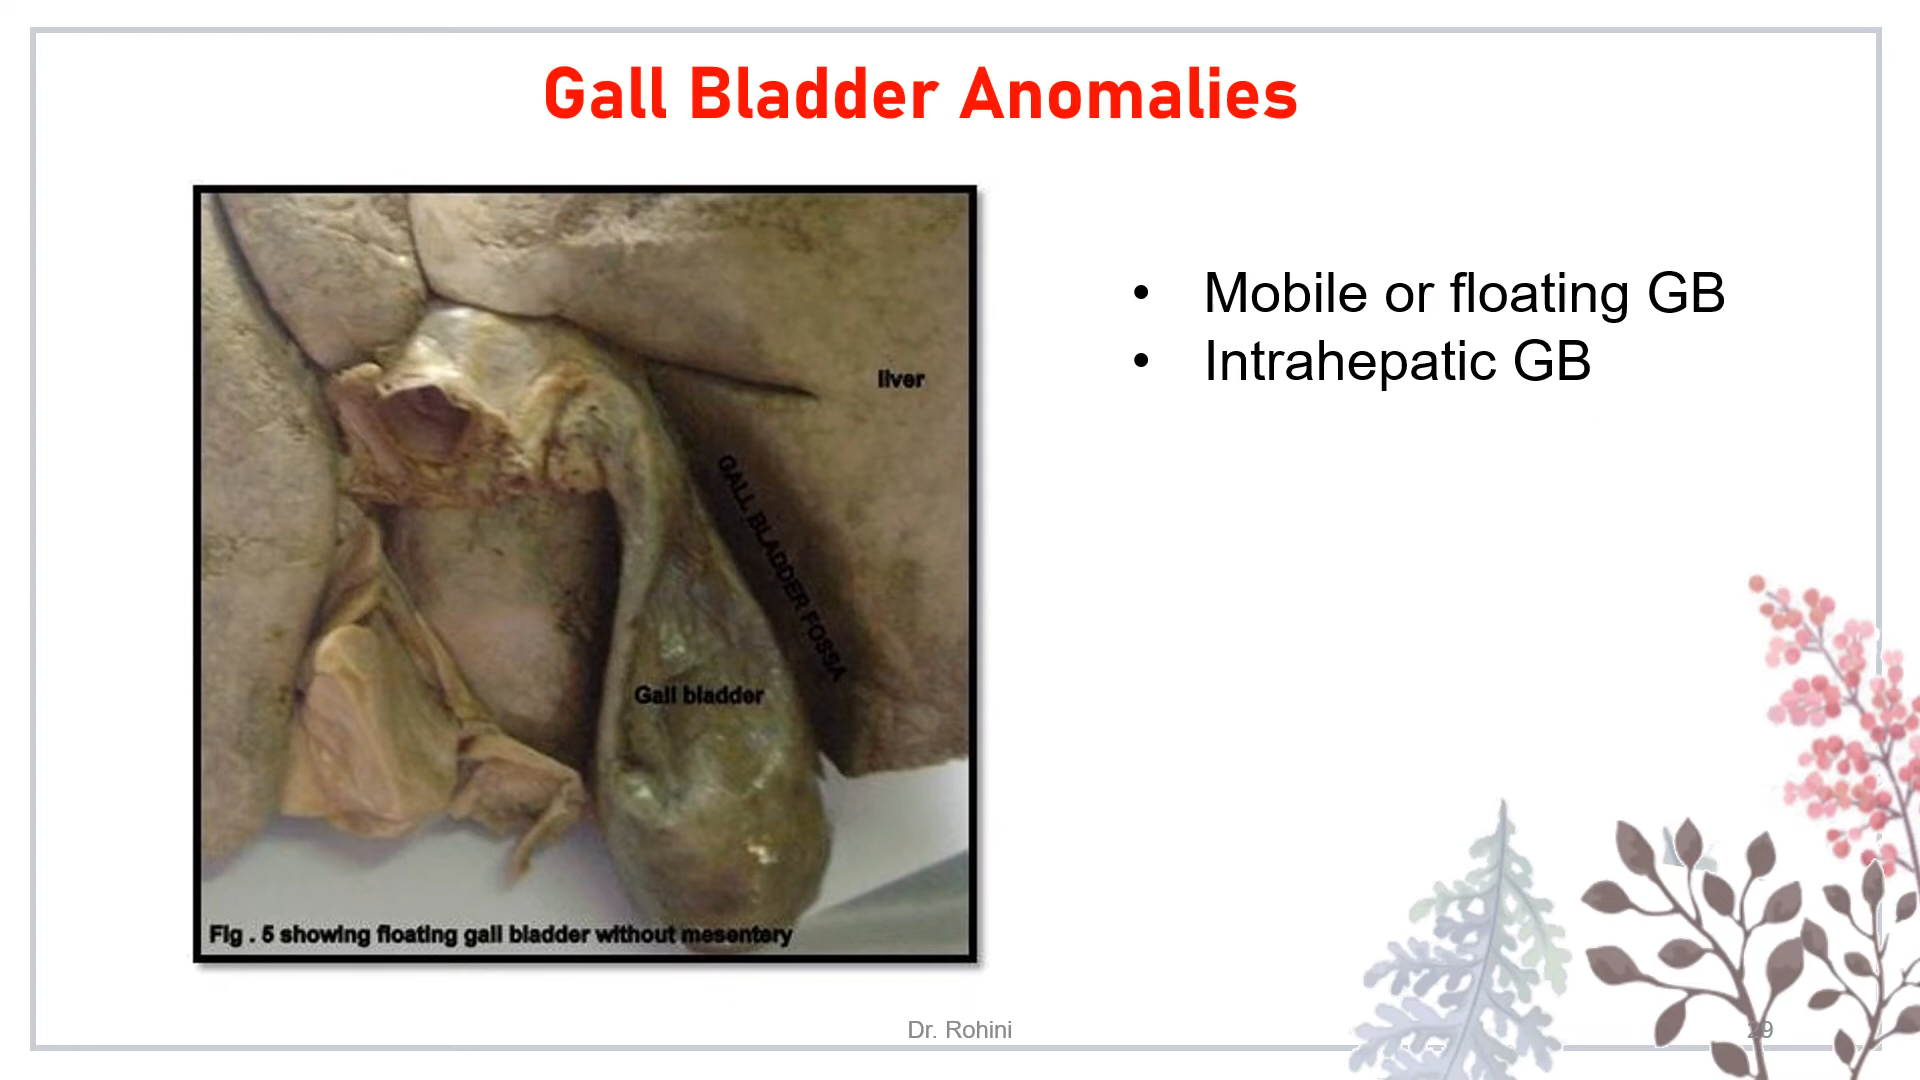 Gall Bladder Anomalies
liver
GALL BLADDER FOSSA
Gall bladder
Fig . 5 showing floating gall bladder without mesentery
• Mobile or floating GB
• Intrahepatic GB
Dr. Rohini
29